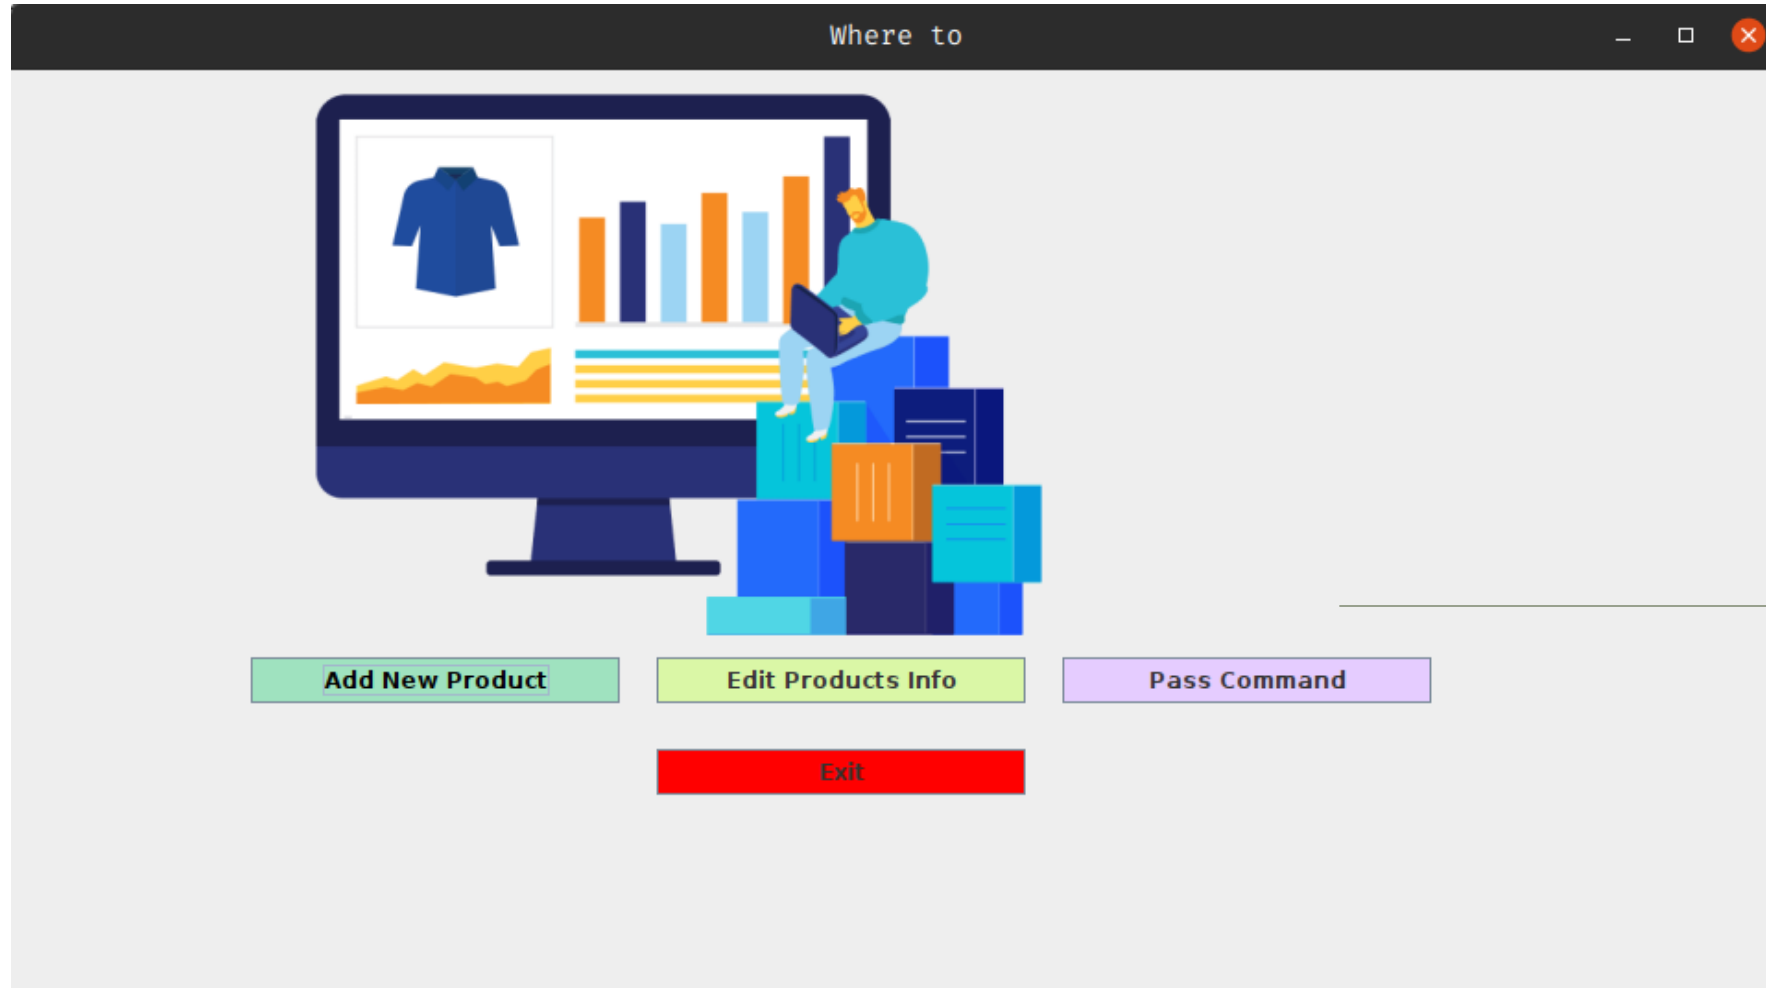 Where to
Add New Product
Edit Products Info
Pass Command
Exit